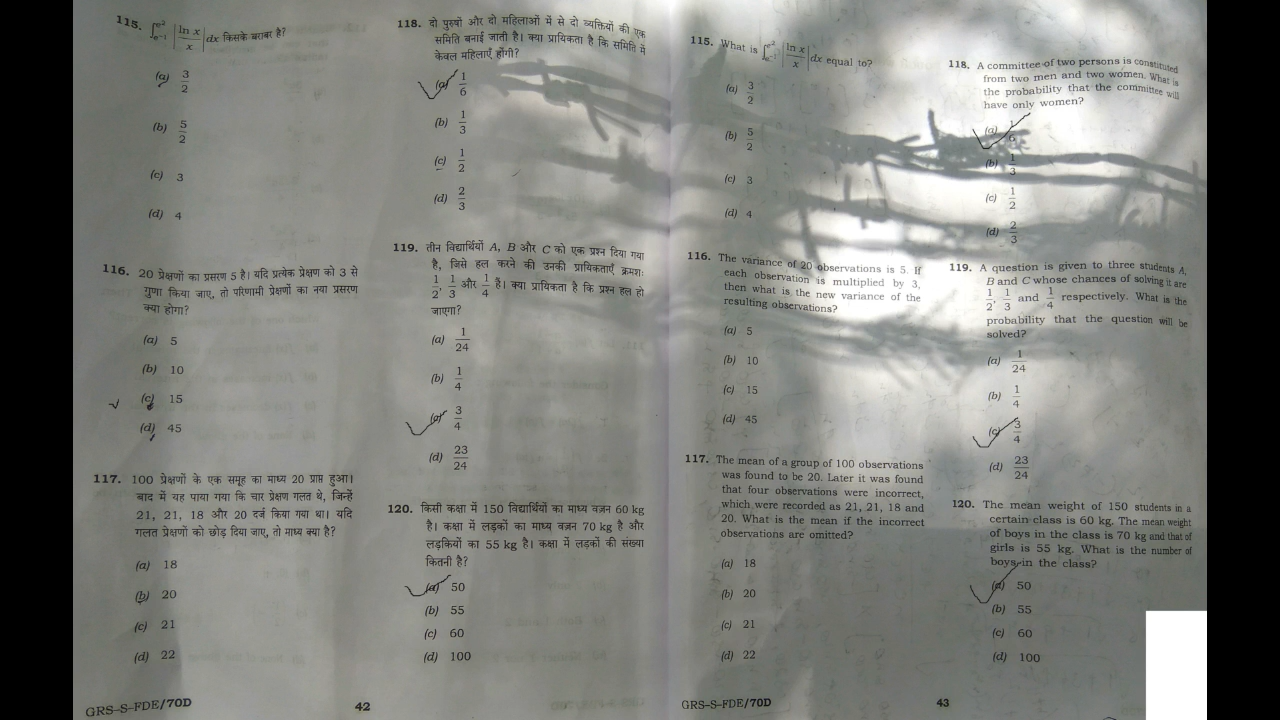 115. ∫_{e^{-1}}^{e^2} |ln x / x| dx किसके बराबर है?
(a) 3/2
(b) 5/2
(c) 3
(d) 4
116. 20 प्रेक्षणों का प्रसरण 5 है। यदि प्रत्येक प्रेक्षण को 3 से
गुणा किया जाए, तो परिणामी प्रेक्षणों का नया प्रसरण
क्या होगा?
(a) 5
(b) 10
(c) 15
(d) 45
117. 100 प्रेक्षणों के एक समूह का माध्य 20 प्राप्त हुआ।
बाद में यह पाया गया कि चार प्रेक्षण गलत थे, जिन्हें
21, 21, 18 और 20 दर्ज किया गया था। यदि
गलत प्रेक्षणों को छोड़ दिया जाए, तो माध्य क्या है?
(a) 18
(b) 20
(c) 21
(d) 22
GRS-S-FDE/70D
118. दो पुरुषों और दो महिलाओं में से दो व्यक्तियों की एक
समिति बनाई जाती है। क्या प्रायिकता है कि समिति में
केवल महिलाएँ होंगी?
(a) 1/6
(b) 1/3
(c) 1/2
(d) 2/3
119. तीन विद्यार्थियों A, B और C को एक प्रश्न दिया गया
है, जिसे हल करने की उनकी प्रायिकताएँ क्रमशः
1/2, 1/3 और 1/4 है। क्या प्रायिकता है कि प्रश्न हल हो
जाएगा?
(a) 1/24
(b) 1/4
(c) 3/4
(d) 23/24
120. किसी कक्षा में 150 विद्यार्थियों का माध्य वज़न 60 kg
है। कक्षा में लड़कों का माध्य वज़न 70 kg है और
लड़कियों का 55 kg है। कक्षा में लड़कों की संख्या
कितनी है?
(a) 50
(b) 55
(c) 60
(d) 100
42
115. What is ∫_{e^{-1}}^{e^2} |ln x / x| dx equal to?
(a) 3/2
(b) 5/2
(c) 3
(d) 4
116. The variance of 20 observations is 5. If
each observation is multiplied by 3,
then what is the new variance of the
resulting observations?
(a) 5
(b) 10
(c) 15
(d) 45
117. The mean of a group of 100 observations
was found to be 20. Later it was found
that four observations were incorrect,
which were recorded as 21, 21, 18 and
20. What is the mean if the incorrect
observations are omitted?
(a) 18
(b) 20
(c) 21
(d) 22
GRS-S-FDE/70D
118. A committee of two persons is constituted
from two men and two women. What is
the probability that the committee will
have only women?
(a) 1/6
(b) 1/3
(c) 1/2
(d) 2/3
119. A question is given to three students A,
B and C whose chances of solving it are
1/2, 1/3 and 1/4 respectively. What is the
probability that the question will be
solved?
(a) 1/24
(b) 1/4
(c) 3/4
(d) 23/24
120. The mean weight of 150 students in a
certain class is 60 kg. The mean weight
of boys in the class is 70 kg and that of
girls is 55 kg. What is the number of
boys in the class?
(a) 50
(b) 55
(c) 60
(d) 100
43